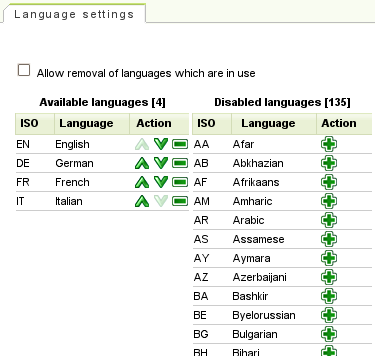 Language settings
Allow removal of languages which are in use
Available languages [4]
ISO Language Action
EN English
DE German
FR French
IT Italian
Disabled languages [135]
ISO Language Action
AA Afar
AB Abkhazian
AF Afrikaans
AM Amharic
AR Arabic
AS Assamese
AY Aymara
AZ Azerbaijani
BA Bashkir
BE Byelorussian
BG Bulgarian
BH Bihari